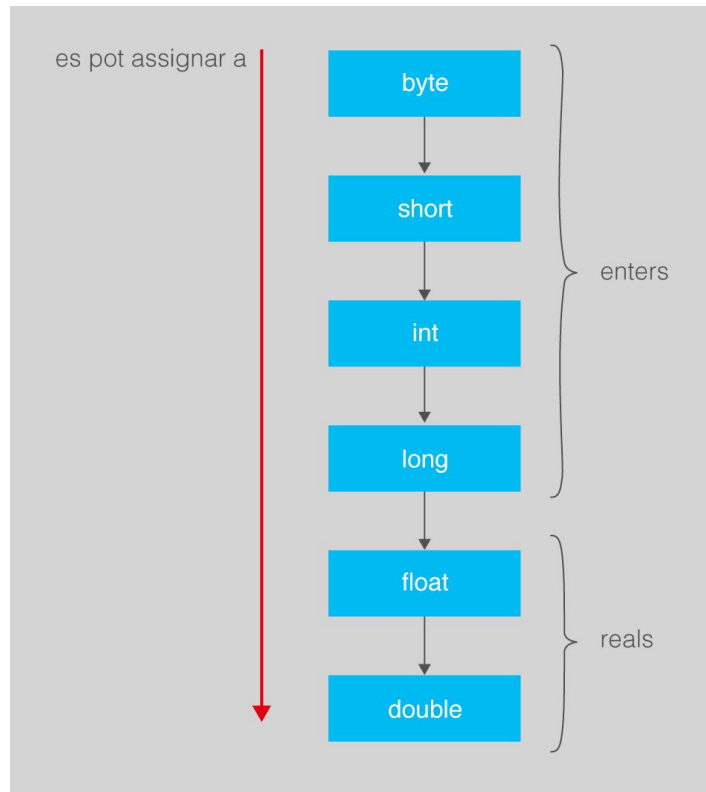 es pot assignar a
byte
short
int
enters
long
float
reals
double